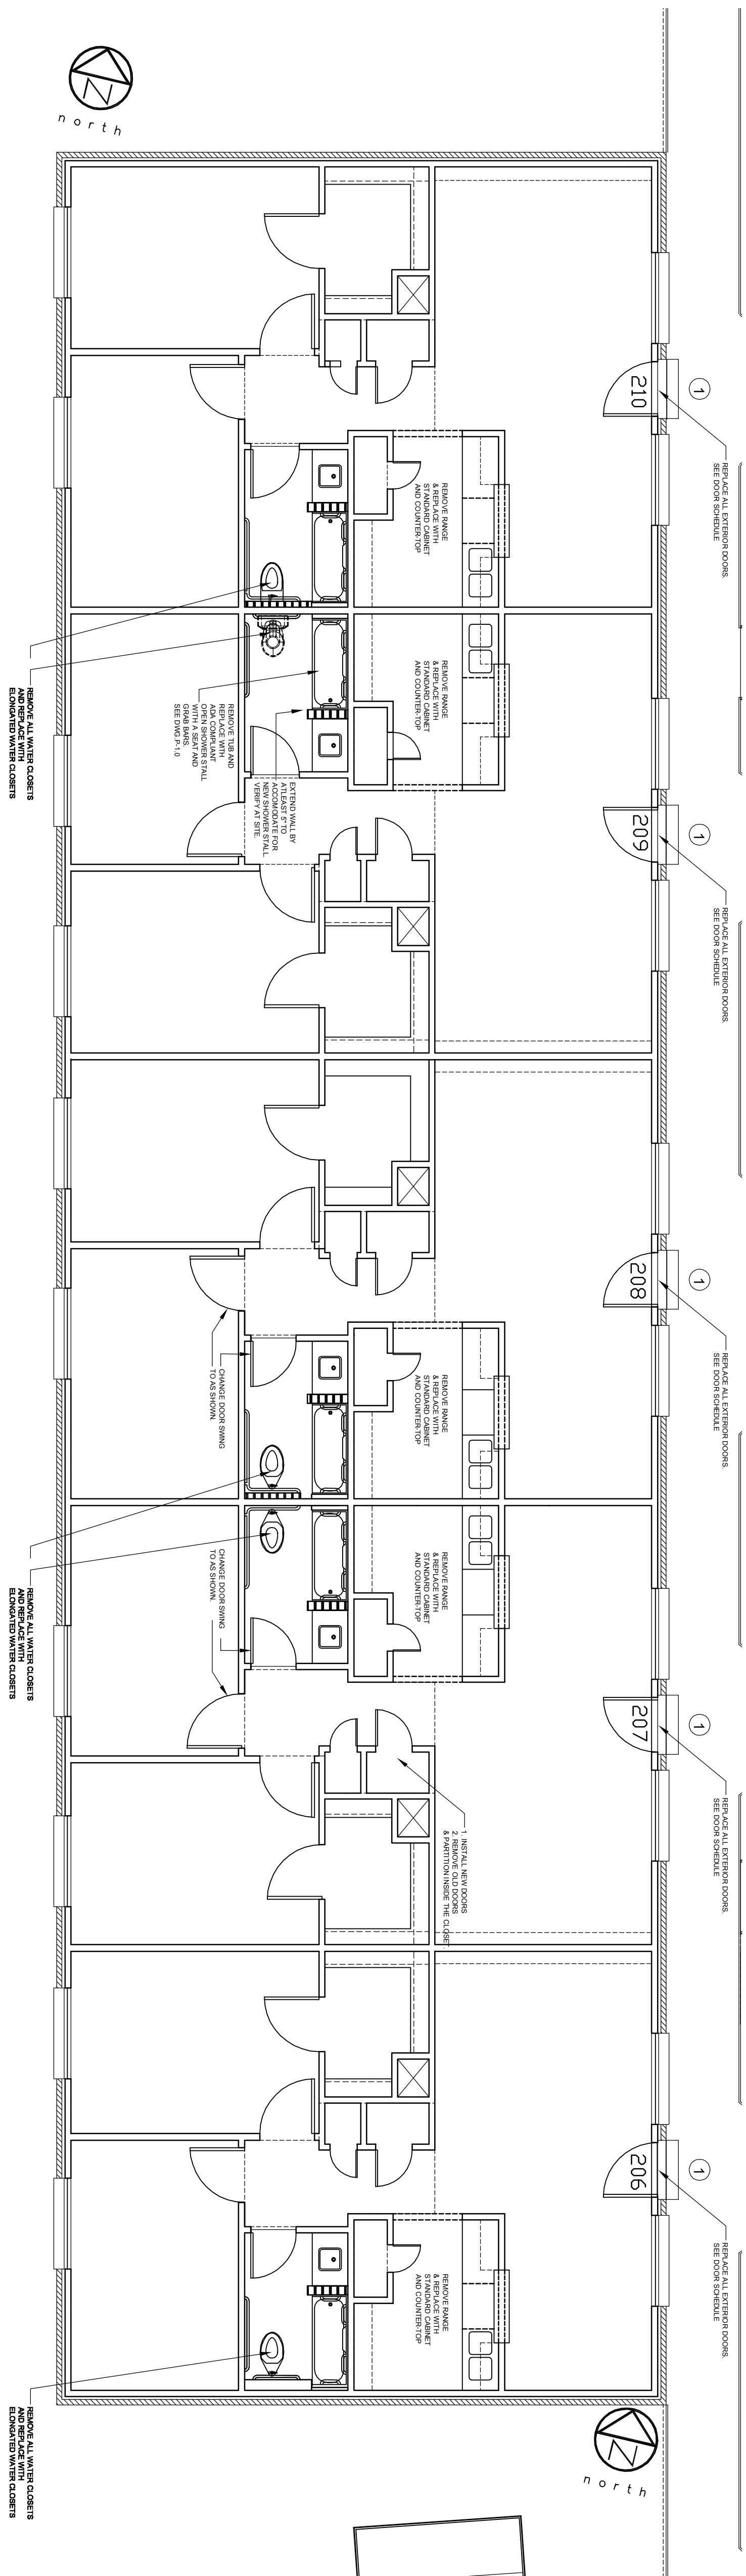 north
210
1
REPLACE ALL EXTERIOR DOORS.
SEE DOOR SCHEDULE
REMOVE RANGE
& REPLACE WITH
STANDARD CABINET
AND COUNTER-TOP
REMOVE ALL WATER CLOSETS
AND REPLACE WITH
ELONGATED WATER CLOSETS
REMOVE RANGE
& REPLACE WITH
STANDARD CABINET
AND COUNTER-TOP
REMOVE TUB AND
REPLACE WITH
ADA COMPLIANT
OPEN SHOWER STALL
WITH A SEAT AND
GRAB BARS.
SEE DWG.P-1.0
EXTEND WALL BY
ATLEAST 5" TO
ACCOMODATE FOR
NEW SHOWER STALL.
VERIFY AT SITE.
209
1
REPLACE ALL EXTERIOR DOORS.
SEE DOOR SCHEDULE
208
1
REPLACE ALL EXTERIOR DOORS.
SEE DOOR SCHEDULE
REMOVE RANGE
& REPLACE WITH
STANDARD CABINET
AND COUNTER-TOP
CHANGE DOOR SWING
TO AS SHOWN.
REMOVE ALL WATER CLOSETS
AND REPLACE WITH
ELONGATED WATER CLOSETS
REMOVE RANGE
& REPLACE WITH
STANDARD CABINET
AND COUNTER-TOP
CHANGE DOOR SWING
TO AS SHOWN.
207
1
REPLACE ALL EXTERIOR DOORS.
SEE DOOR SCHEDULE
1. INSTALL NEW DOORS
2. REMOVE OLD DOORS
& PARTITION INSIDE THE CLOSET
206
1
REPLACE ALL EXTERIOR DOORS.
SEE DOOR SCHEDULE
REMOVE RANGE
& REPLACE WITH
STANDARD CABINET
AND COUNTER-TOP
REMOVE ALL WATER CLOSETS
AND REPLACE WITH
ELONGATED WATER CLOSETS
north